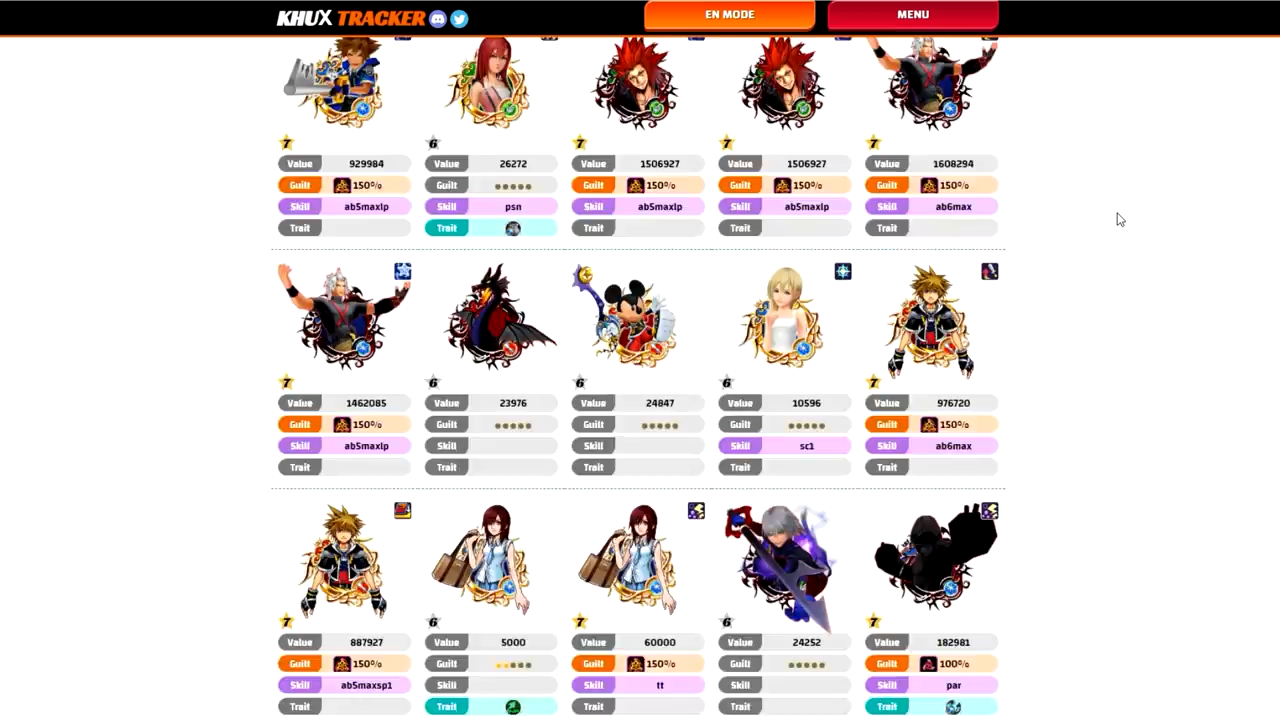 KHUX TRACKER EN MODE MENU
7 6 7 7 7
Value 929984 Value 26272 Value 1506927 Value 1506927 Value 1608294
Guilt 150% Guilt Guilt 150% Guilt 150% Guilt 150%
Skill ab5maxlp Skill psn Skill ab5maxlp Skill ab5maxlp Skill ab6max
Trait Trait Trait Trait Trait
7 6 6 6 7
Value 1462085 Value 23976 Value 24847 Value 10596 Value 976720
Guilt 150% Guilt Guilt Guilt Guilt 150%
Skill ab5maxlp Skill Skill Skill sc1 Skill ab6max
Trait Trait Trait Trait Trait
7 6 7 6 7
Value 887927 Value 5000 Value 60000 Value 24252 Value 182981
Guilt 150% Guilt Guilt 150% Guilt Guilt 100%
Skill ab5maxsp1 Skill Skill tt Skill Skill par
Trait Trait Trait Trait Trait